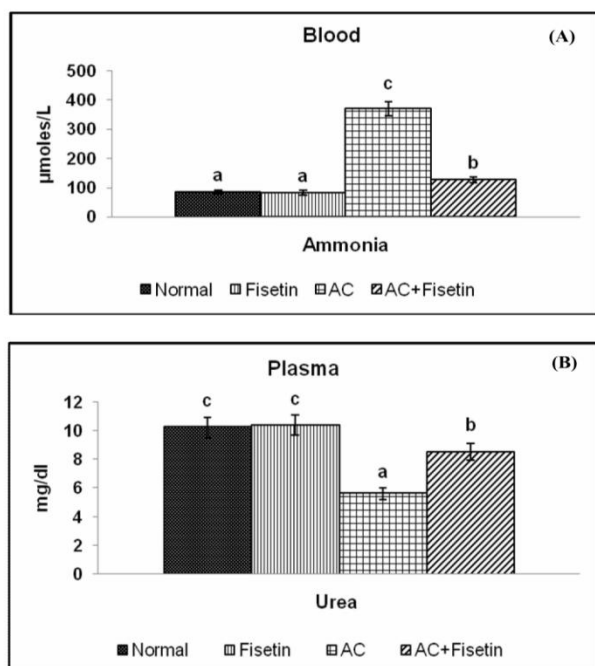 Blood
(A)
500
400
300
200
100
0
µmoles/L
a
a
c
b
Ammonia
Normal Fisetin AC AC+Fisetin
Plasma
(B)
12
10
8
6
4
2
0
mg/dl
c
c
a
b
Urea
Normal Fisetin AC AC+Fisetin